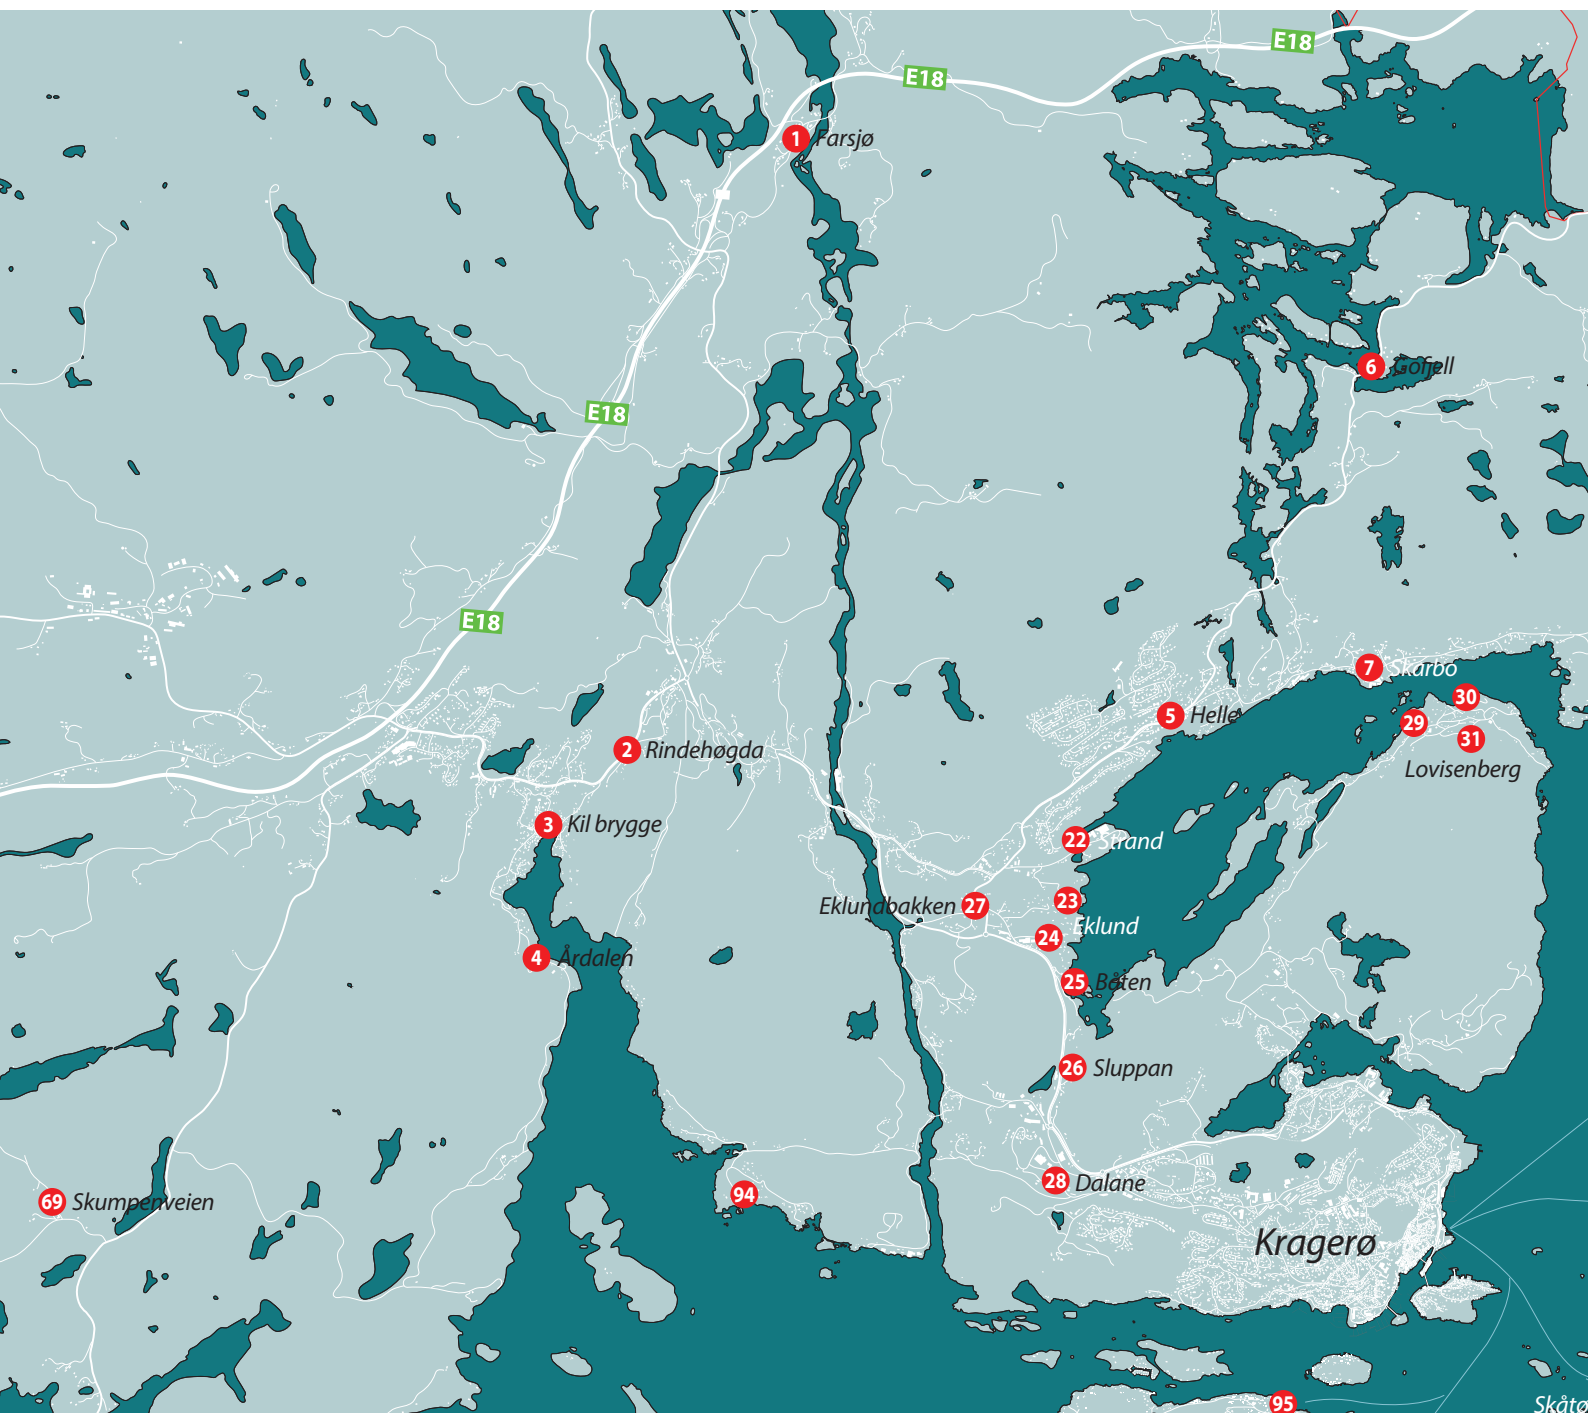 E18
E18
1 Farsjø
6 Gofjell
E18
E18
7 Skarbo
30
5 Helle
29
31
2 Rindehøgda
Lovisenberg
3 Kil brygge
22 Strand
23
Eklundbakken 27
24 Eklund
4 Årdalen
25 Båten
26 Sluppan
28 Dalane
69 Skumpenveien
94
Kragerø
95
Skåtø